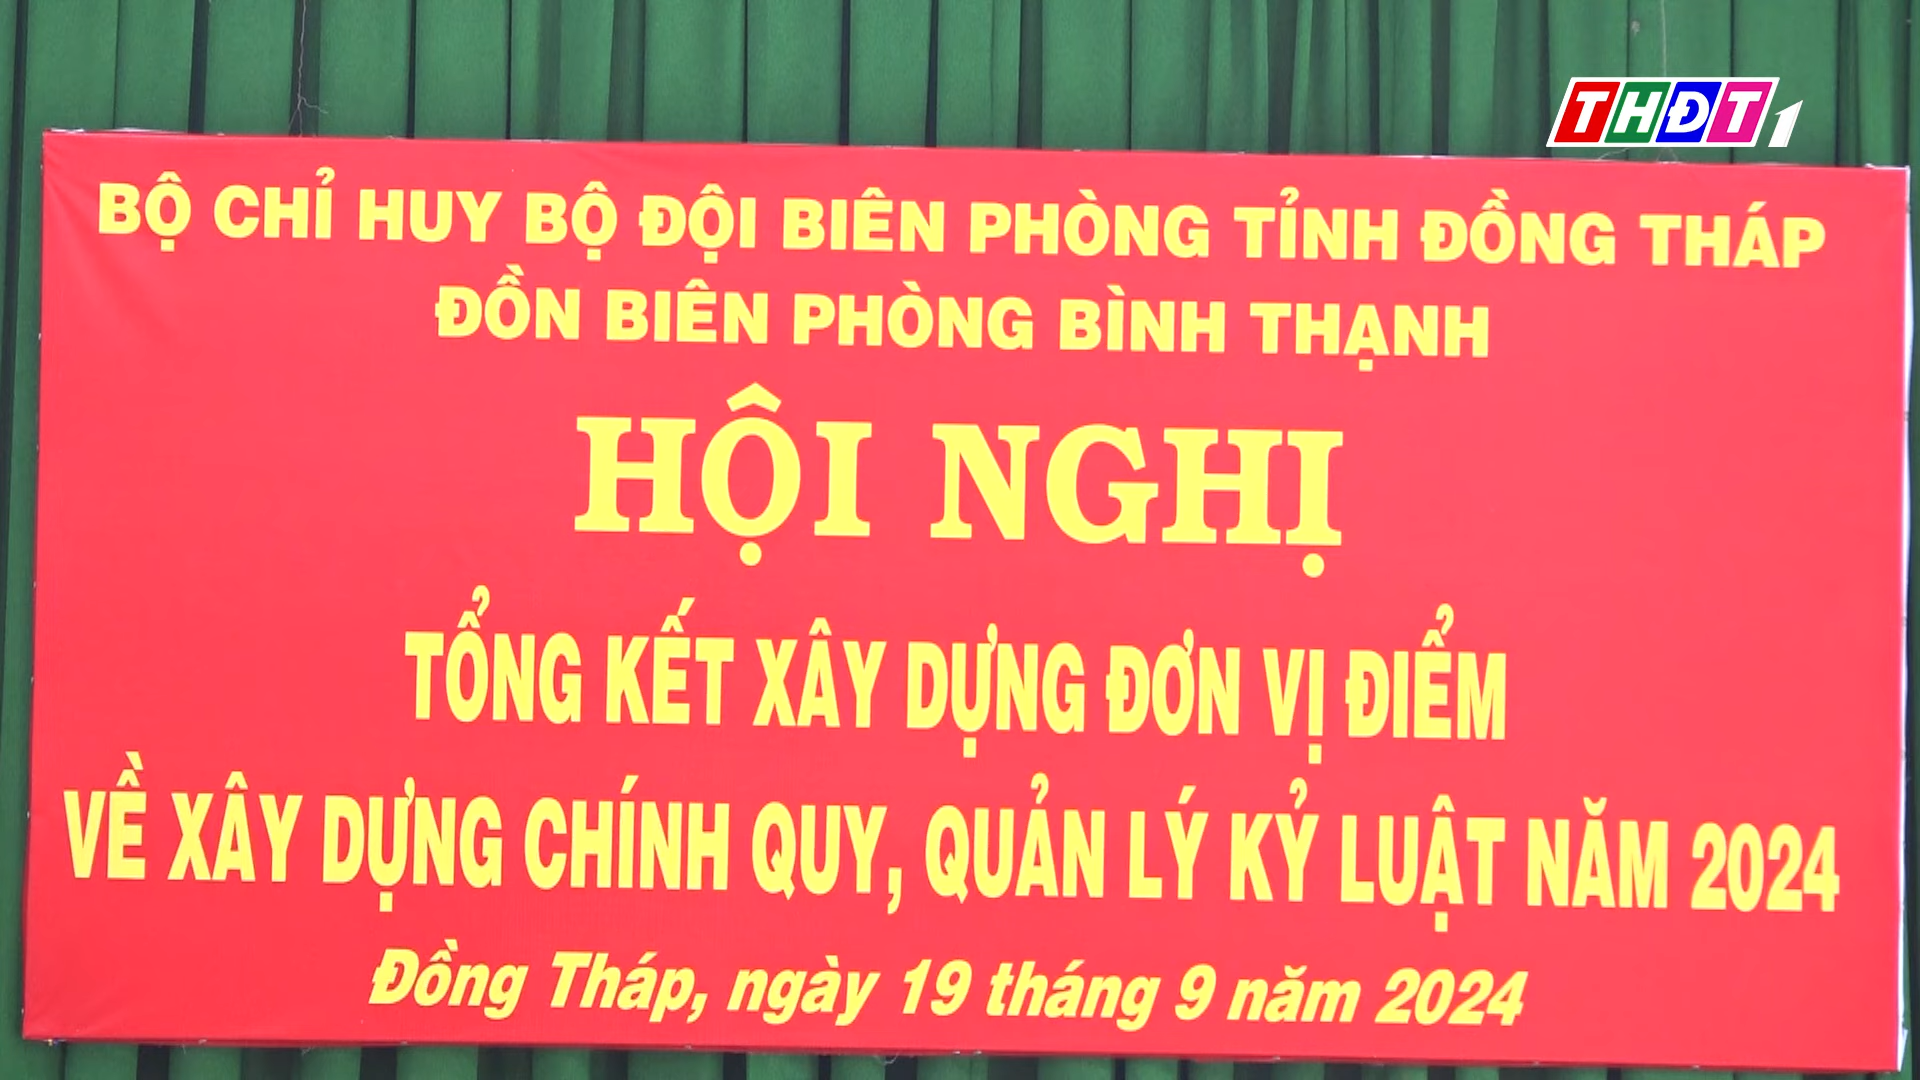 THĐT1
BỘ CHỈ HUY BỘ ĐỘI BIÊN PHÒNG TỈNH ĐỒNG THÁP
ĐỒN BIÊN PHÒNG BÌNH THẠNH
HỘI NGHỊ
TỔNG KẾT XÂY DỰNG ĐƠN VỊ ĐIỂM
VỀ XÂY DỰNG CHÍNH QUY, QUẢN LÝ KỶ LUẬT NĂM 2024
Đồng Tháp, ngày 19 tháng 9 năm 2024